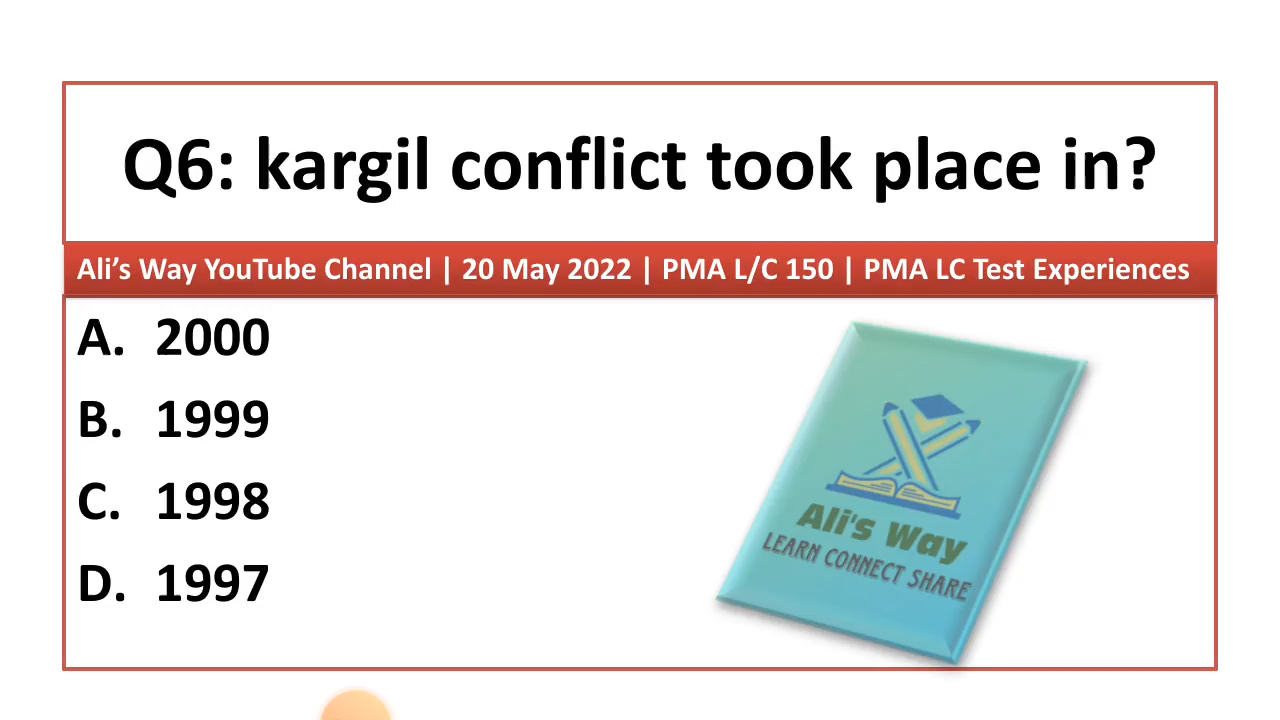 Q6: kargil conflict took place in?
Ali’s Way YouTube Channel | 20 May 2022 | PMA L/C 150 | PMA LC Test Experiences
A. 2000
B. 1999
C. 1998
D. 1997
Ali's Way
LEARN CONNECT SHARE